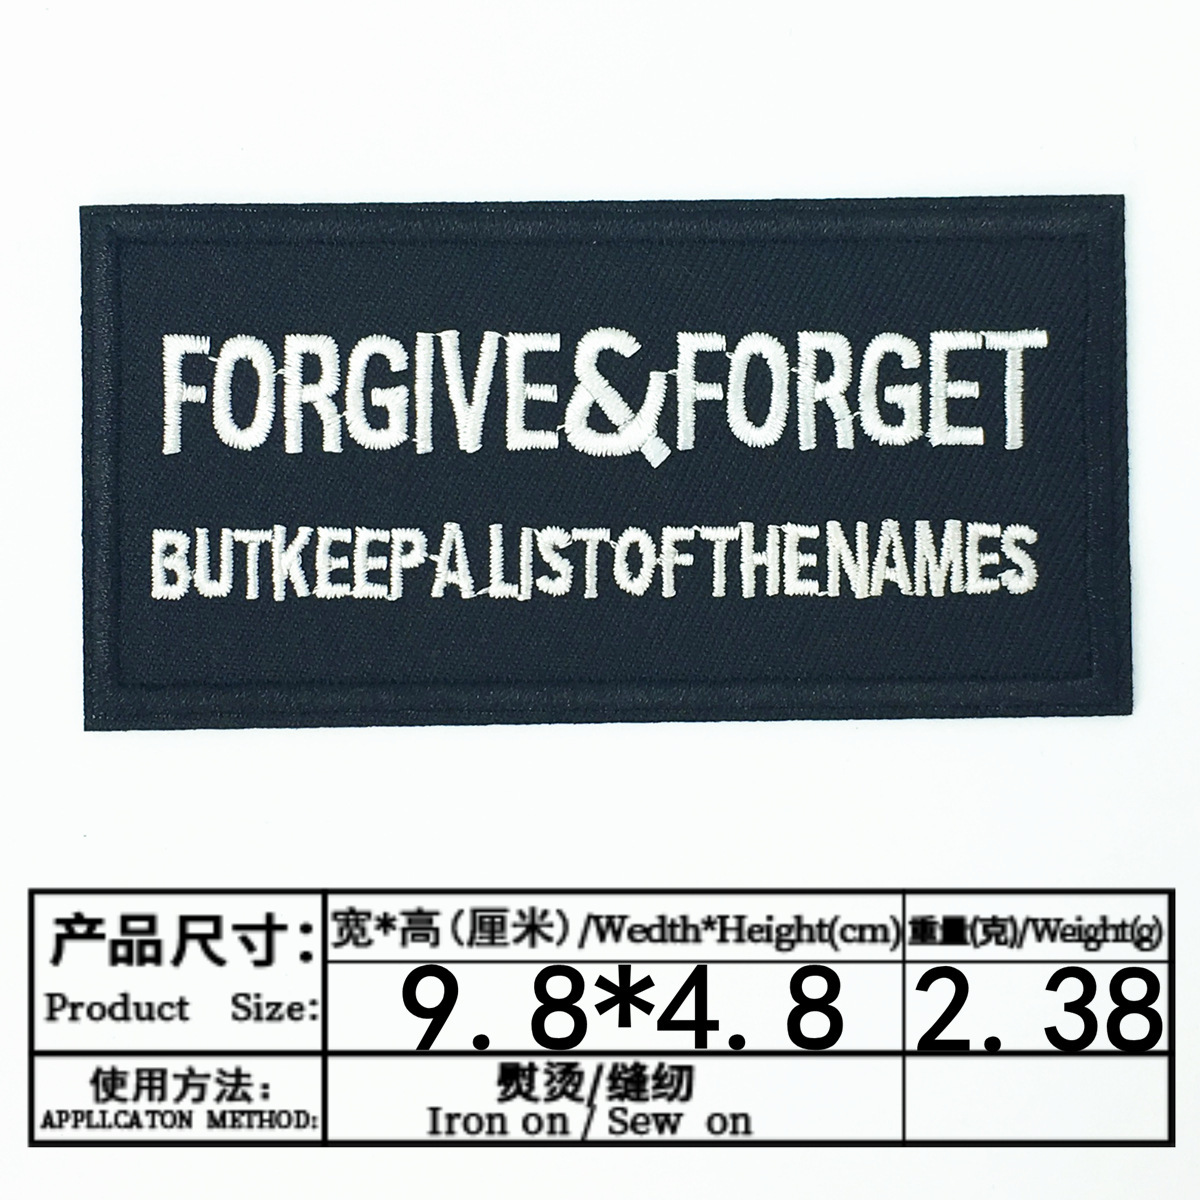 FORGIVE&FORGET
BUTKEEPALISTOFTHENAMES
产品尺寸：
Product Size:
宽*高（厘米）/Wedth*Height(cm)
重量(克)/Weight(g)
9.8*4.8
2.38
使用方法：
APPLLCATON METHOD:
熨烫/缝纫
Iron on / Sew on